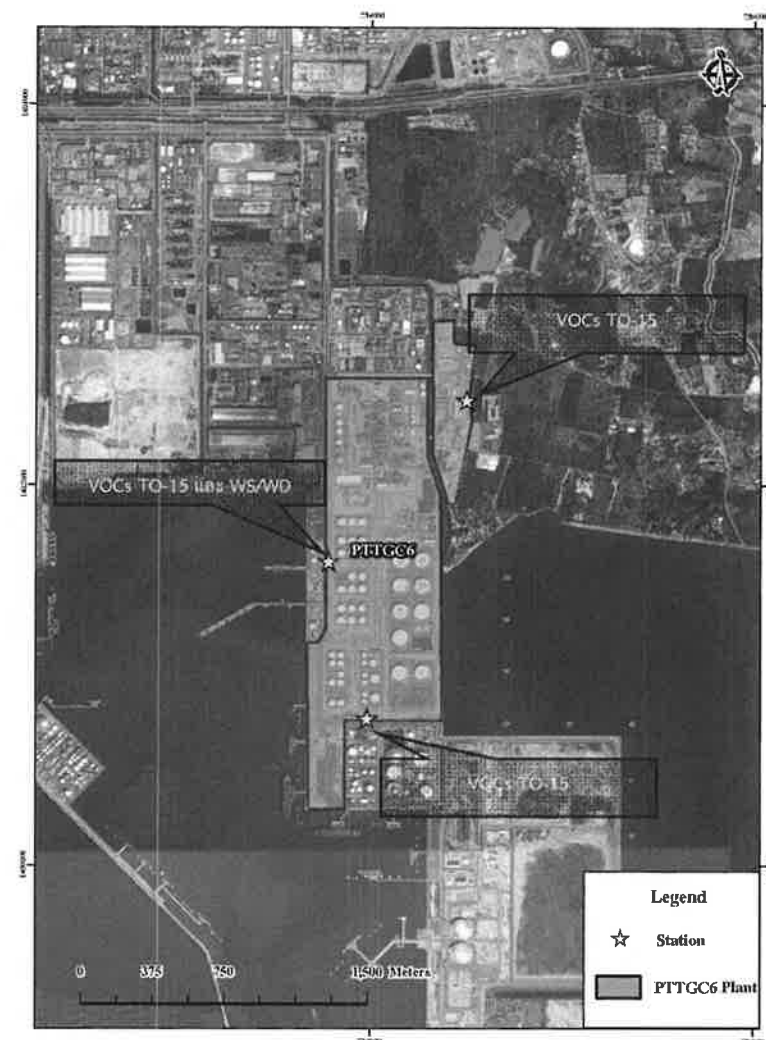 VOCs TO-15
VOCs TO-15 และ WS/WD
PTTGC6
VOCs TO-15
0 375 750 1,500 Meters
Legend
Station
PTTGC6 Plant